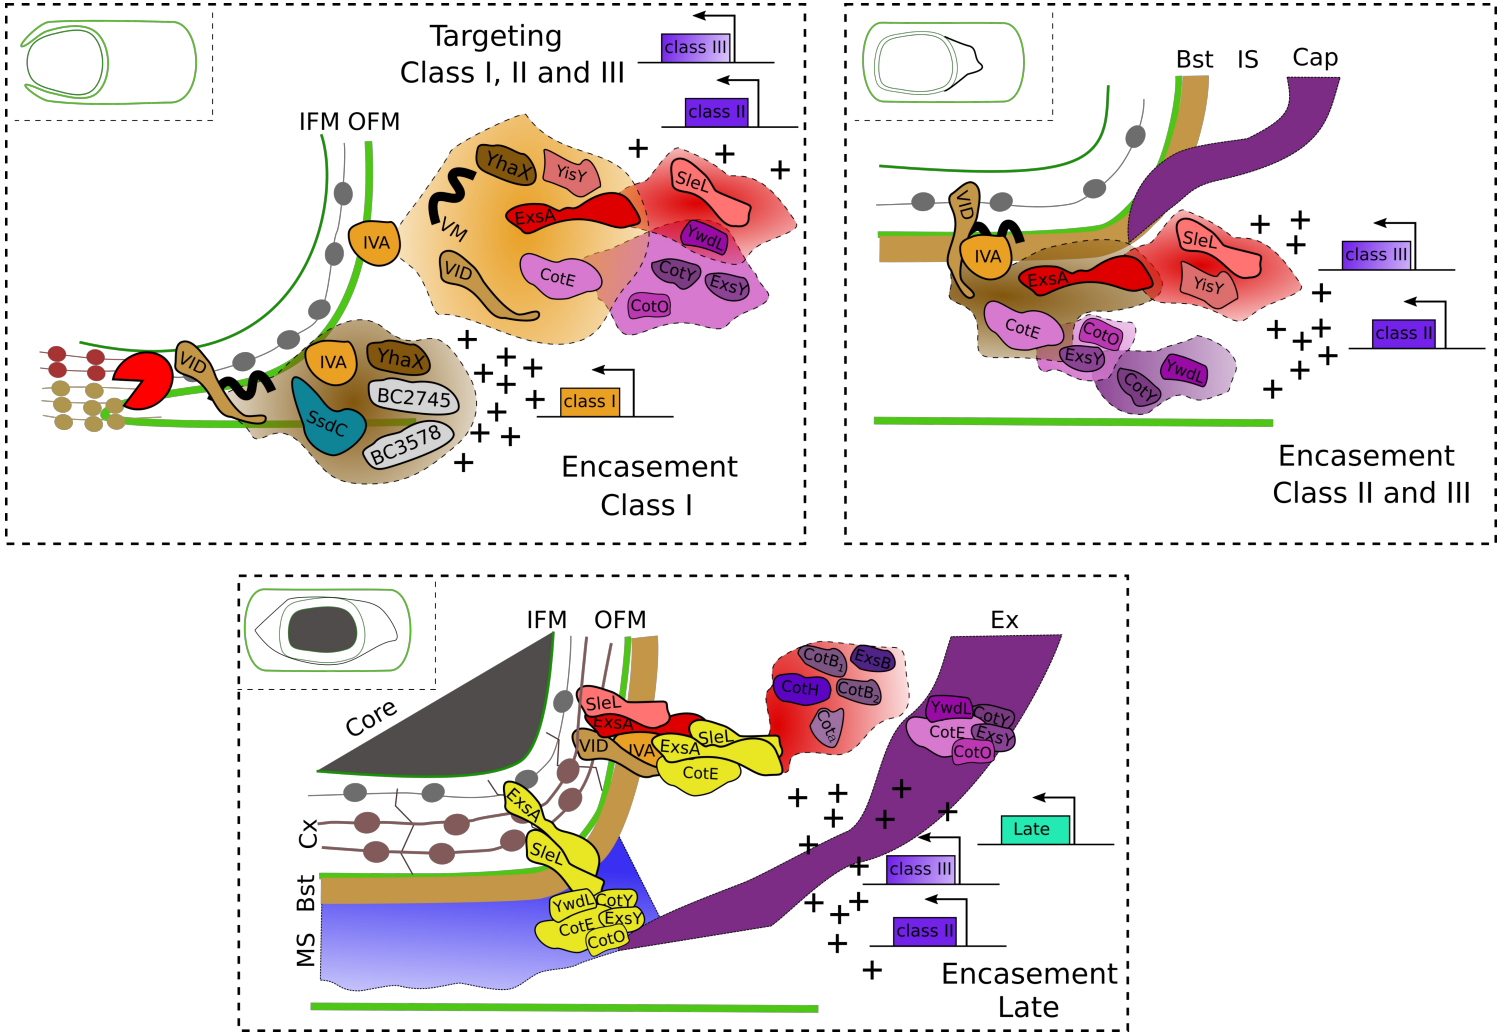 Targeting
Class I, II and III
class III
class II
IFM OFM
YhaX
YisY
SleL
ExsA
VM
YwdL
IVA
VID
CotE
CotY
ExsY
CotO
VID
IVA
YhaX
BC2745
SsdC
BC3578
class I
Encasement
Class I
Bst IS Cap
VID
IVA
ExsA
SleL
YisY
class III
CotE
CotO
ExsY
CotY
YwdL
class II
Encasement
Class II and III
IFM OFM
Ex
Core
SleL
ExsA
VID
IVA
ExsA
SleL
CotE
CotB1
ExsB
CotH
CotB2
Cota
YwdL
CotY
CotE
ExsY
CotO
Cx
Bst
MS
ExsA
SleL
YwdL
CotY
CotE
ExsY
CotO
Late
class III
class II
Encasement
Late